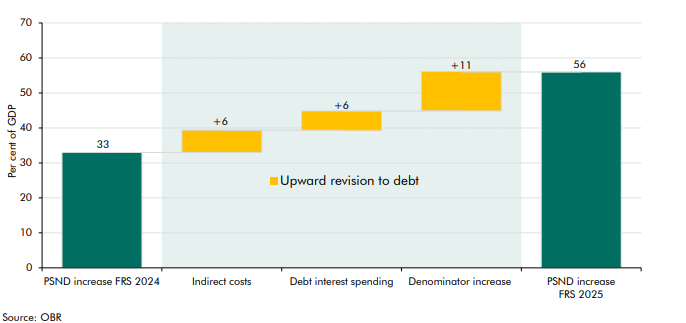 Per cent of GDP
70
60
50
40
30
20
10
0
33
+6
+6
+11
56
Upward revision to debt
PSND increase FRS 2024
Indirect costs
Debt interest spending
Denominator increase
PSND increase
FRS 2025
Source: OBR